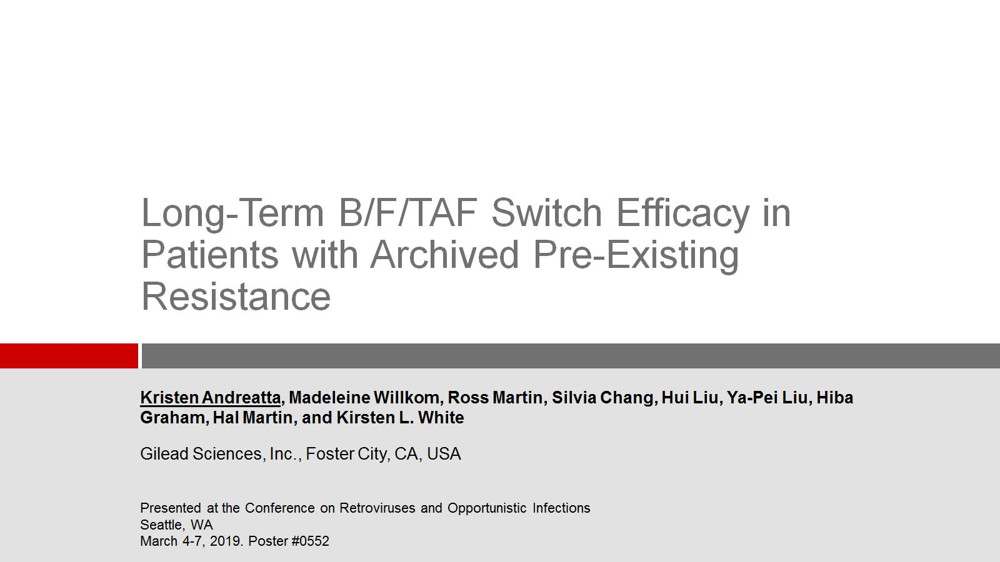 Long-Term B/F/TAF Switch Efficacy in
Patients with Archived Pre-Existing
Resistance
Kristen Andreatta, Madeleine Willkom, Ross Martin, Silvia Chang, Hui Liu, Ya-Pei Liu, Hiba
Graham, Hal Martin, and Kirsten L. White
Gilead Sciences, Inc., Foster City, CA, USA
Presented at the Conference on Retroviruses and Opportunistic Infections
Seattle, WA
March 4-7, 2019. Poster #0552